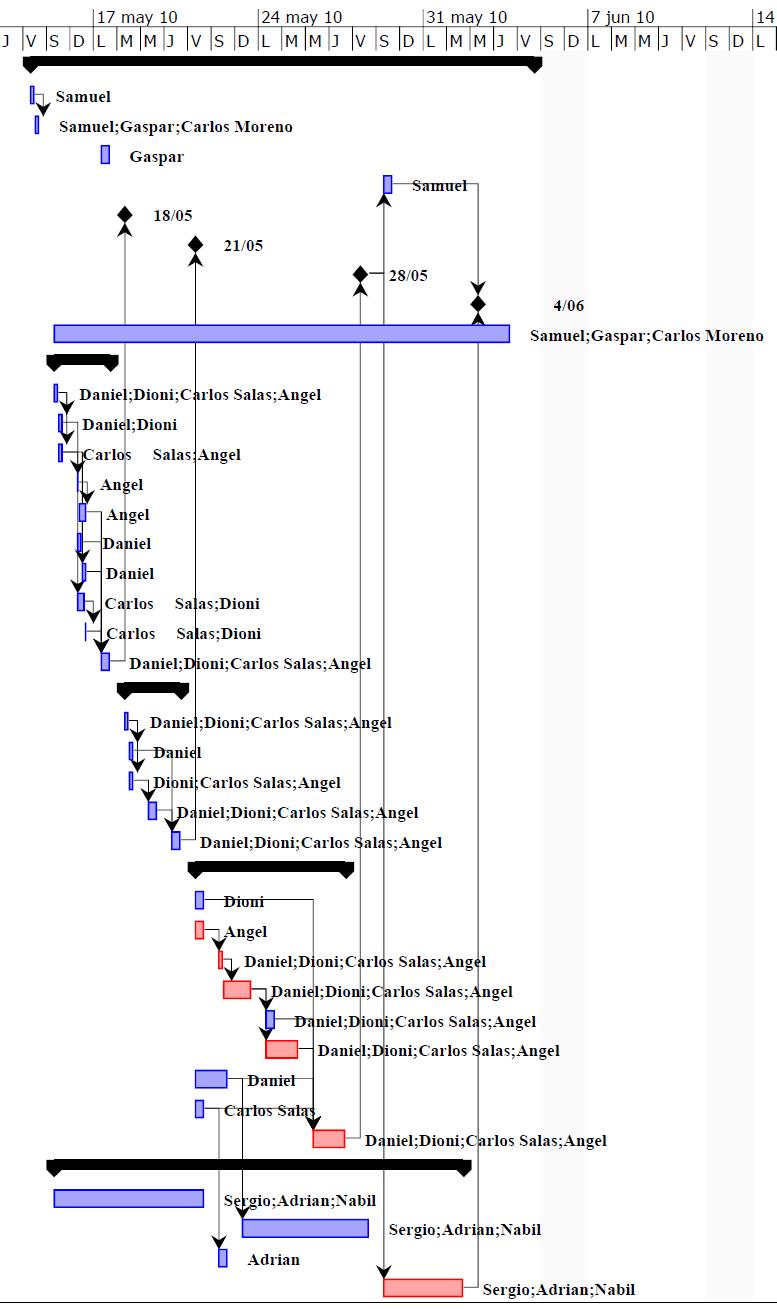 17 may 10 24 may 10 31 may 10 7 jun 10 14
J V S D L M M J V S D L M M J V S D L M M J V S D L M M J V S D L
Samuel
Samuel;Gaspar;Carlos Moreno
Gaspar
Samuel
18/05
21/05
28/05
4/06
Samuel;Gaspar;Carlos Moreno
Daniel;Dioni;Carlos Salas;Angel
Daniel;Dioni
Carlos Salas;Angel
Angel
Angel
Daniel
Daniel
Carlos Salas;Dioni
Carlos Salas;Dioni
Daniel;Dioni;Carlos Salas;Angel
Daniel;Dioni;Carlos Salas;Angel
Daniel
Dioni;Carlos Salas;Angel
Daniel;Dioni;Carlos Salas;Angel
Daniel;Dioni;Carlos Salas;Angel
Dioni
Angel
Daniel;Dioni;Carlos Salas;Angel
Daniel;Dioni;Carlos Salas;Angel
Daniel;Dioni;Carlos Salas;Angel
Daniel;Dioni;Carlos Salas;Angel
Daniel
Carlos Salas
Daniel;Dioni;Carlos Salas;Angel
Sergio;Adrian;Nabil
Sergio;Adrian;Nabil
Adrian
Sergio;Adrian;Nabil